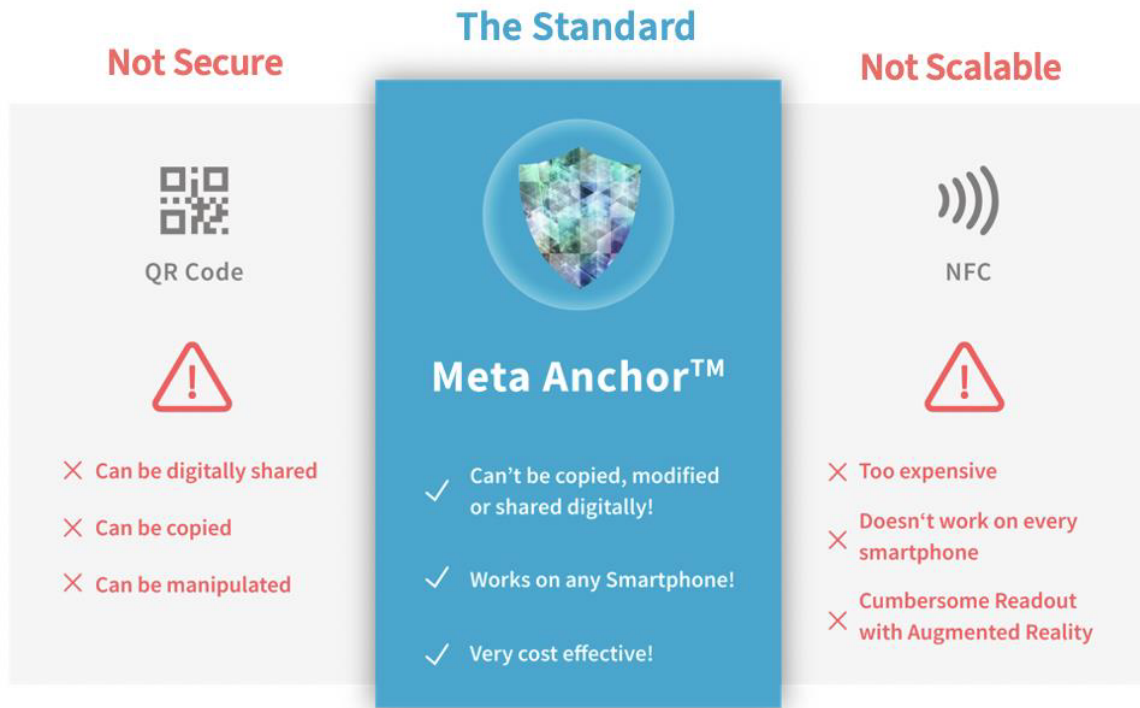 Not Secure
QR Code
Can be digitally shared
Can be copied
Can be manipulated
The Standard
Meta Anchor™
Can’t be copied, modified
or shared digitally!
Works on any Smartphone!
Very cost effective!
Not Scalable
NFC
Too expensive
Doesn‘t work on every
smartphone
Cumbersome Readout
with Augmented Reality